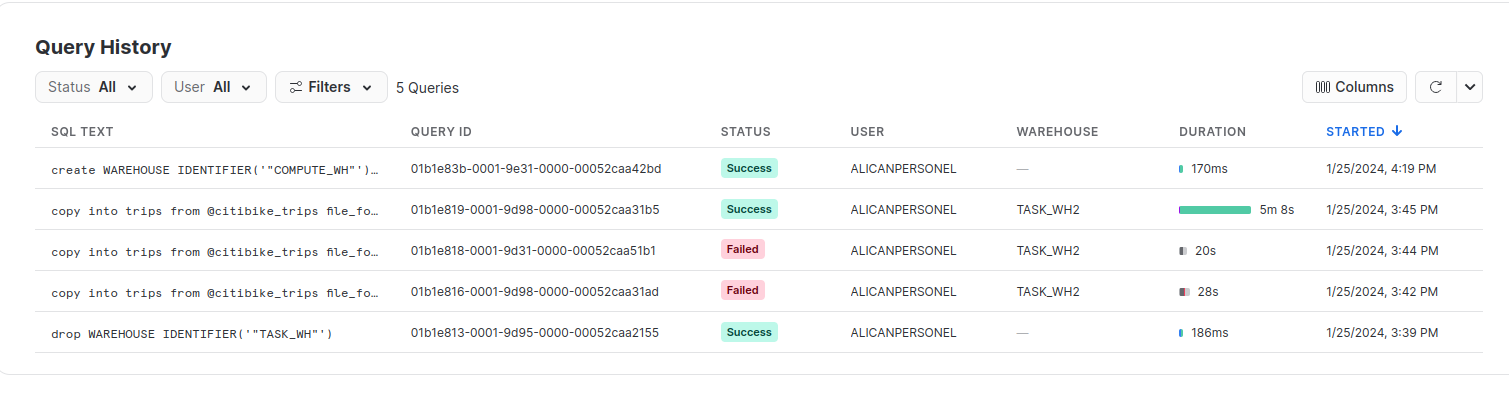 Query History
Status All User All Filters 5 Queries Columns
SQL TEXT QUERY ID STATUS USER WAREHOUSE DURATION STARTED
create WAREHOUSE IDENTIFIER('"COMPUTE_WH"')… 01b1e83b-0001-9e31-0000-00052caa42bd Success ALICANPERSONEL — 170ms 1/25/2024, 4:19 PM
copy into trips from @citibike_trips file_fo… 01b1e819-0001-9d98-0000-00052caa31b5 Success ALICANPERSONEL TASK_WH2 5m 8s 1/25/2024, 3:45 PM
copy into trips from @citibike_trips file_fo… 01b1e818-0001-9d31-0000-00052caa51b1 Failed ALICANPERSONEL TASK_WH2 20s 1/25/2024, 3:44 PM
copy into trips from @citibike_trips file_fo… 01b1e816-0001-9d98-0000-00052caa31ad Failed ALICANPERSONEL TASK_WH2 28s 1/25/2024, 3:42 PM
drop WAREHOUSE IDENTIFIER('"TASK_WH"') 01b1e813-0001-9d95-0000-00052caa2155 Success ALICANPERSONEL — 186ms 1/25/2024, 3:39 PM